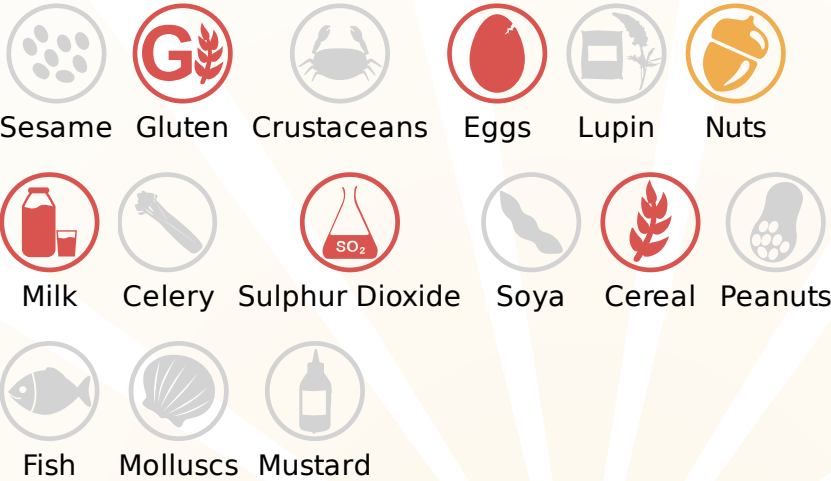 G
Sesame Gluten Crustaceans Eggs Lupin Nuts
SO₂
Milk Celery Sulphur Dioxide Soya Cereal Peanuts
Fish Molluscs Mustard